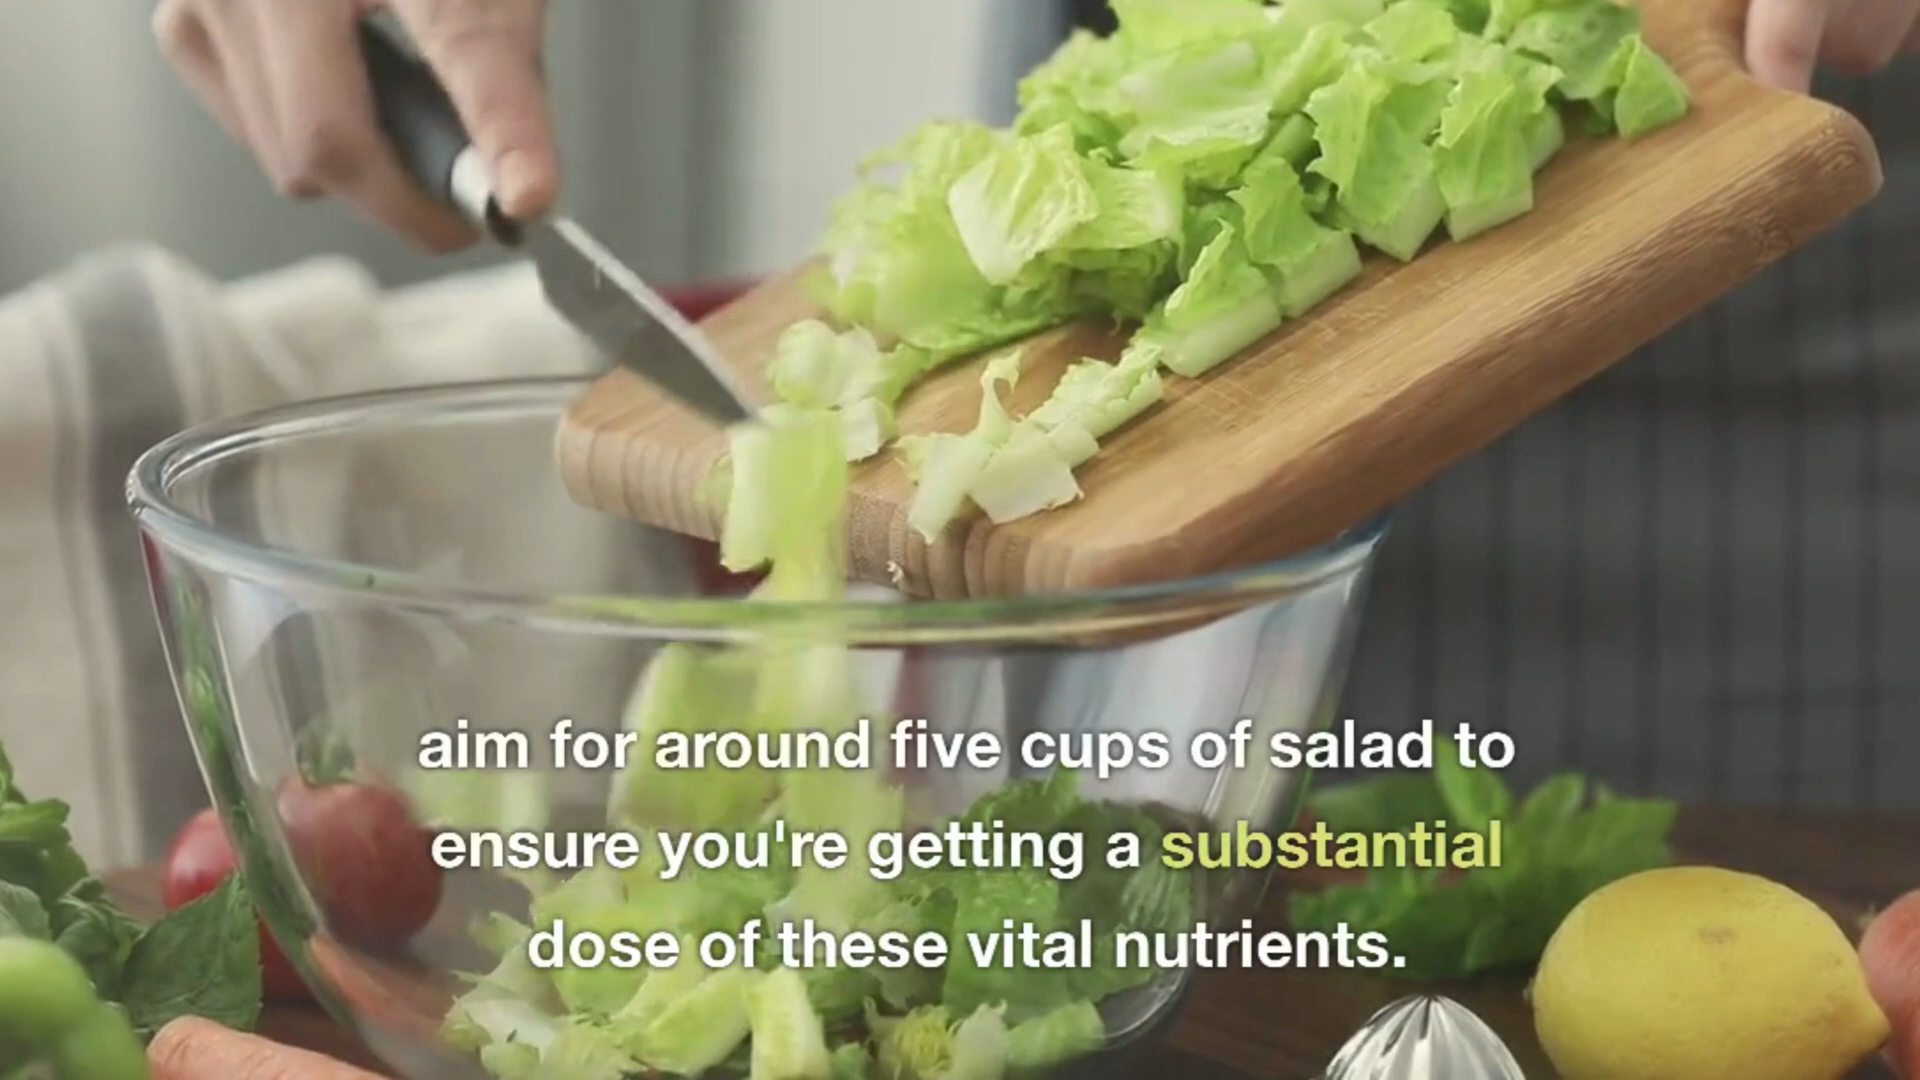 aim for around five cups of salad to
ensure you're getting a substantial
dose of these vital nutrients.